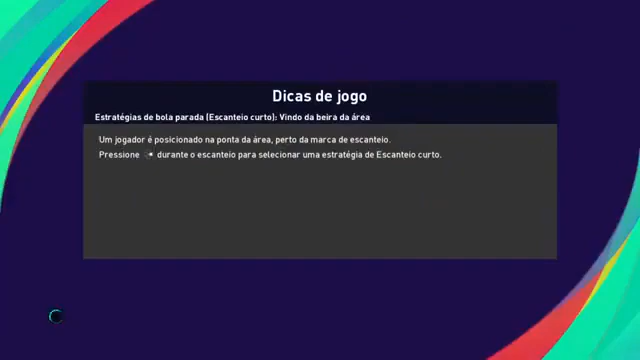 Dicas de jogo
Estratégias de bola parada (Escanteio curto): Vindo da beira da área
Um jogador é posicionado na ponta da área, perto da marca de escanteio.
Pressione durante o escanteio para selecionar uma estratégia de Escanteio curto.